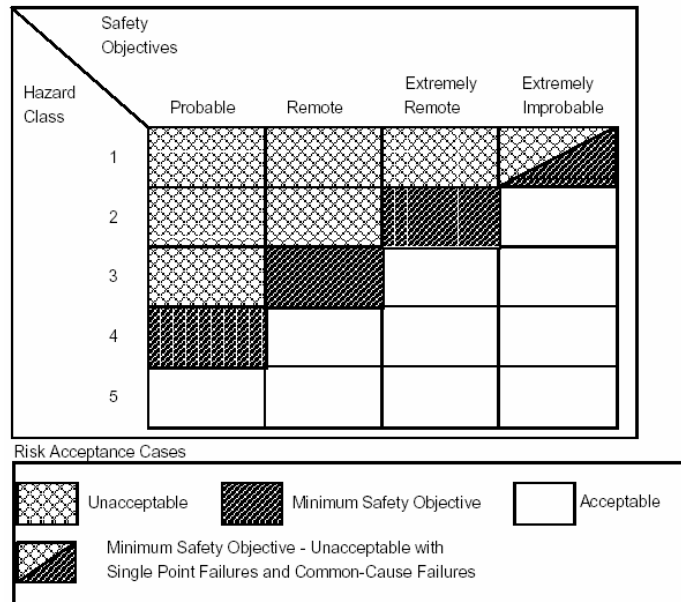 Safety
Objectives
Hazard
Class
Probable
Remote
Extremely
Remote
Extremely
Improbable
1
2
3
4
5
Risk Acceptance Cases
Unacceptable
Minimum Safety Objective
Acceptable
Minimum Safety Objective - Unacceptable with
Single Point Failures and Common-Cause Failures